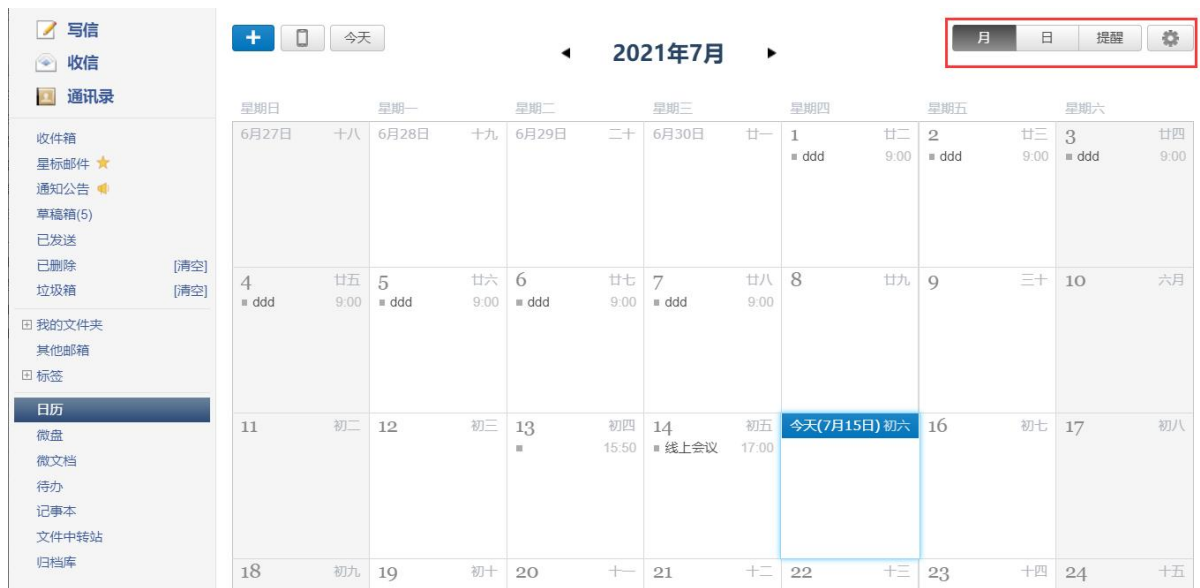 写信
收信
通讯录
收件箱
星标邮件
通知公告
草稿箱(5)
已发送
已删除 [清空]
垃圾箱 [清空]
我的文件夹
其他邮箱
标签
日历
微盘
微文档
待办
记事本
文件中转站
归档库
今天 2021年7月 月 日 提醒
星期日 星期一 星期二 星期三 星期四 星期五 星期六
6月27日 十八 6月28日 十九 6月29日 二十 6月30日 廿一 1 廿二 2 廿三 3 廿四
ddd 9:00 ddd 9:00 ddd 9:00
4 廿五 5 廿六 6 廿七 7 廿八 8 廿九 9 三十 10 六月
ddd 9:00 ddd 9:00 ddd 9:00 ddd 9:00
11 初二 12 初三 13 初四 14 初五 今天(7月15日) 初六 16 初七 17 初八
15:50 线上会议 17:00
18 初九 19 初十 20 十一 21 十二 22 十三 23 十四 24 十五